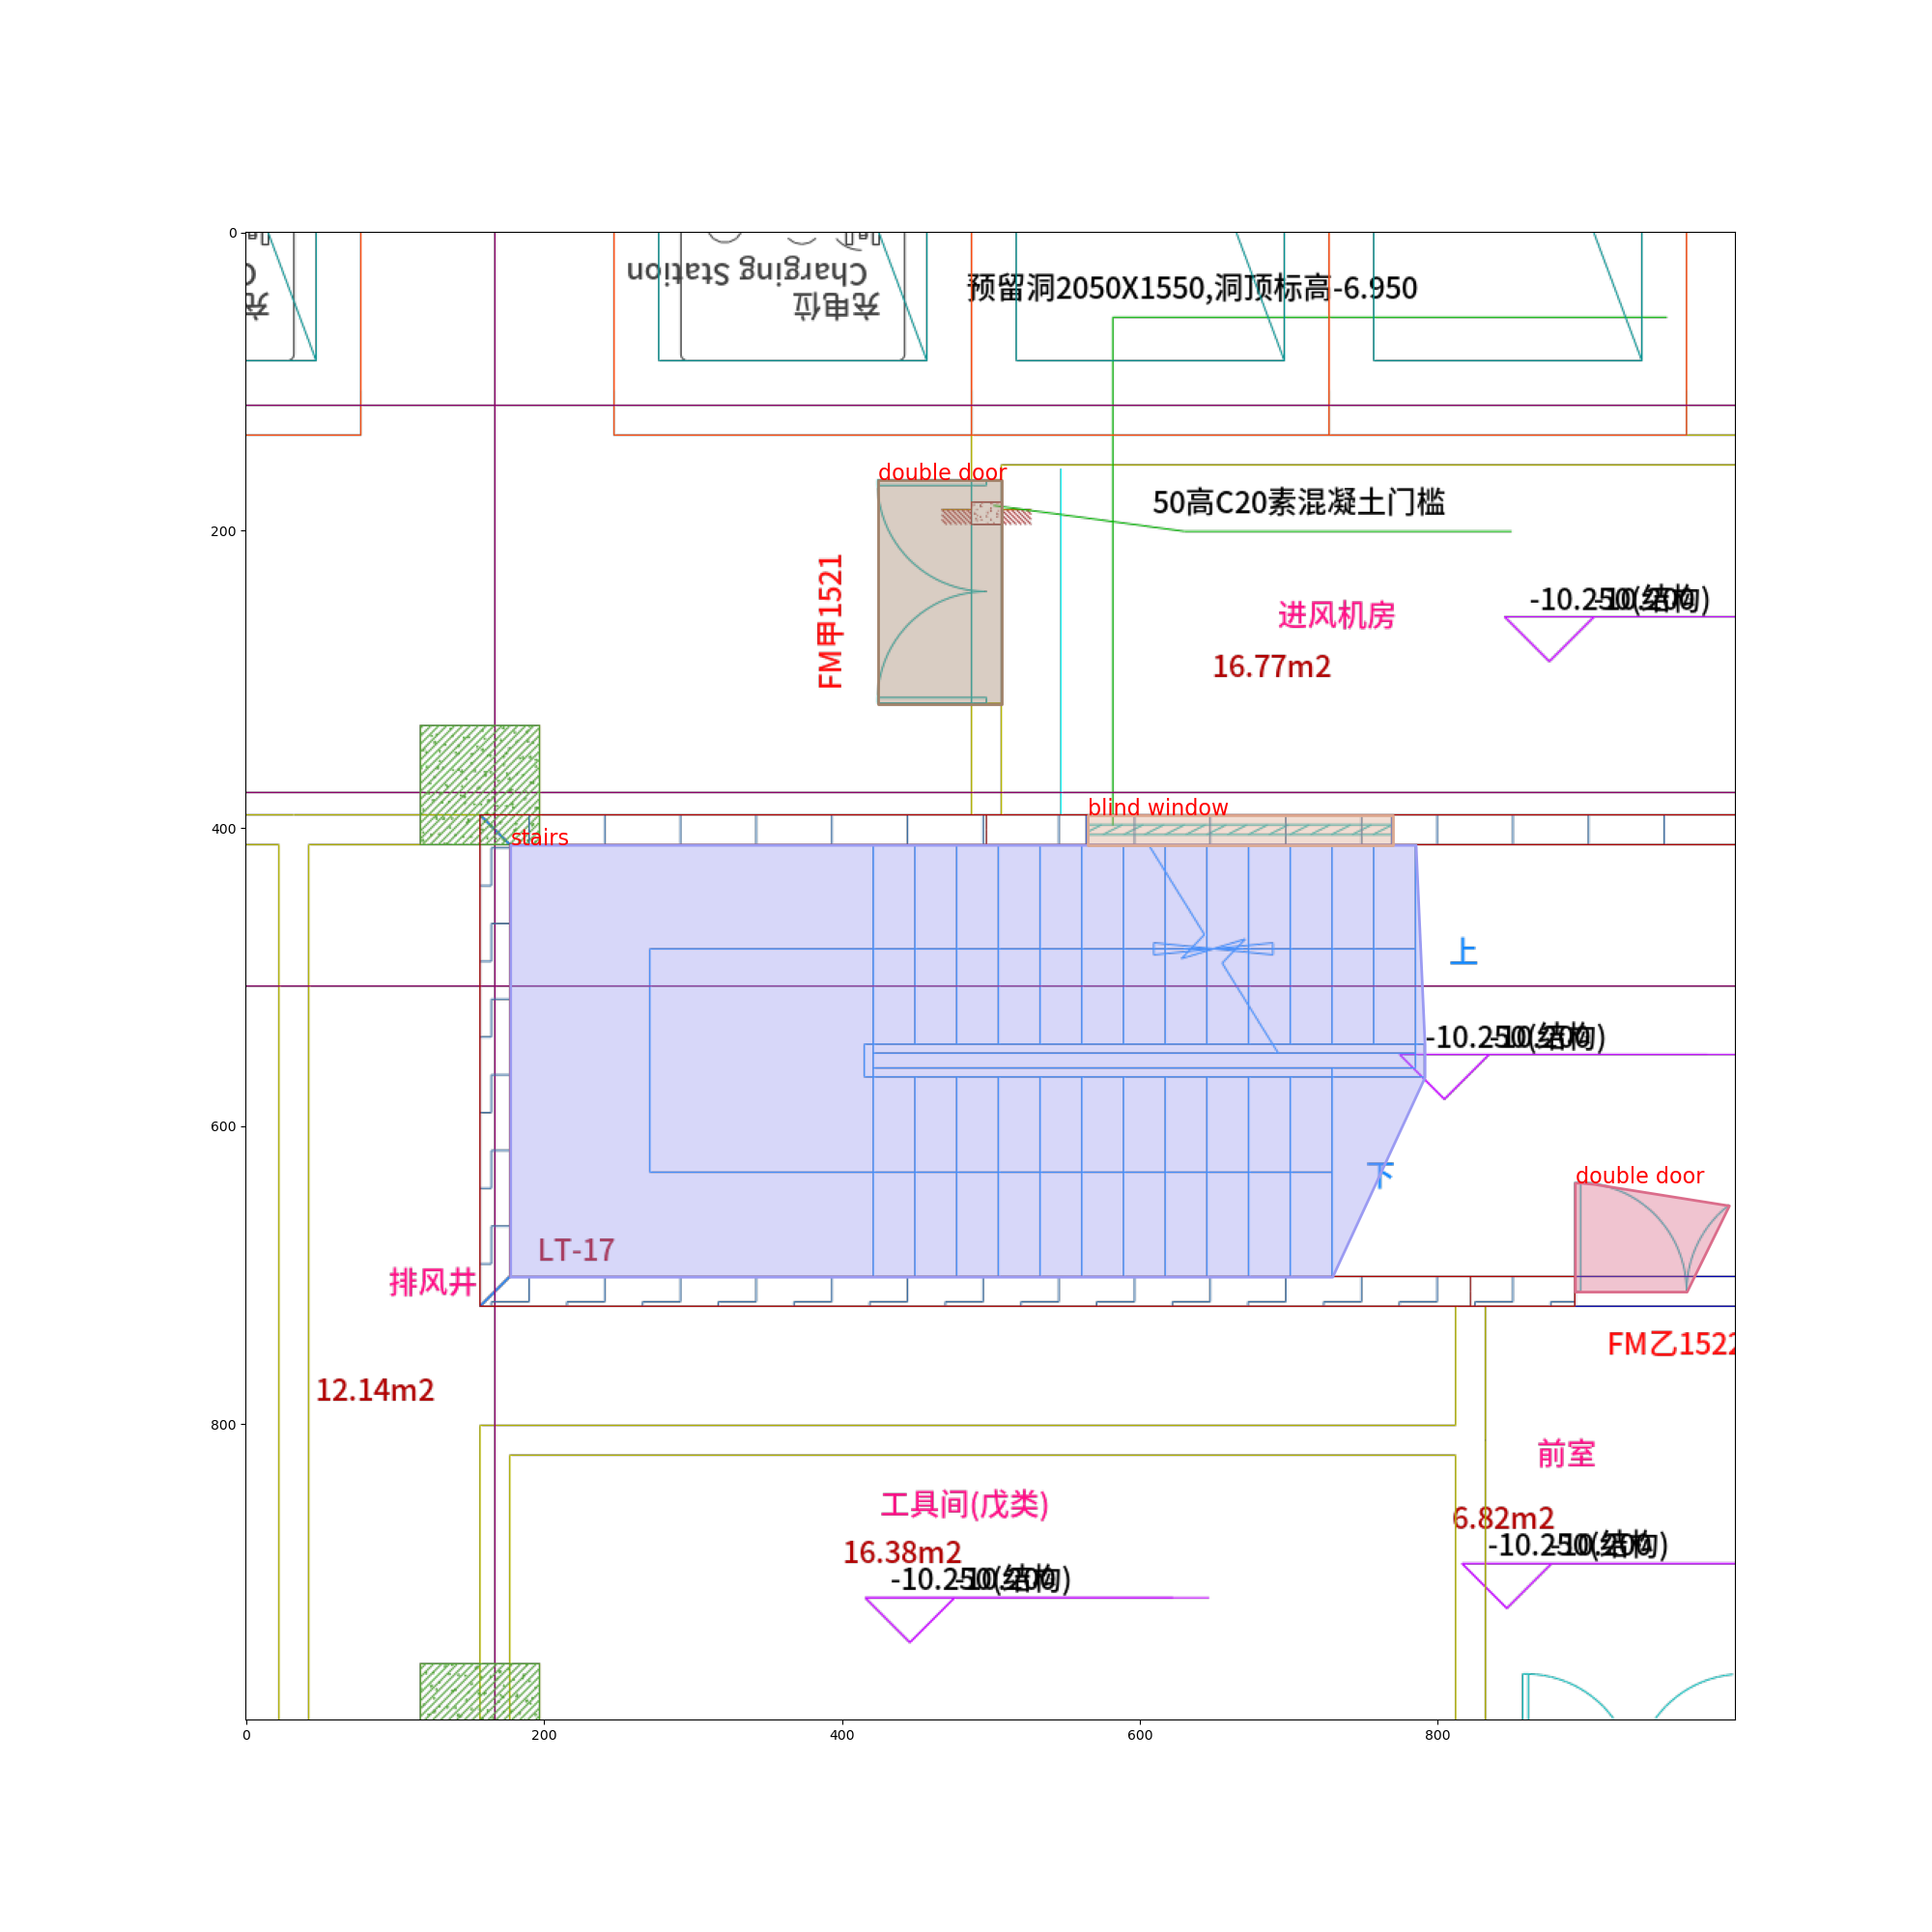 0
Charging Station
充电位
充
预留洞2050X1550,洞顶标高-6.950
double door
50高C20素混凝土门槛
200
FM甲1521
进风机房
16.77m2
-10.250(结构)
blind window
400
stairs
上
-10.250(结构)
下
double door
LT-17
600
排风井
FM乙1522
12.14m2
800
前室
工具间(戊类)
6.82m2
16.38m2
-10.250(结构)
-10.250(结构)
0
200
400
600
800